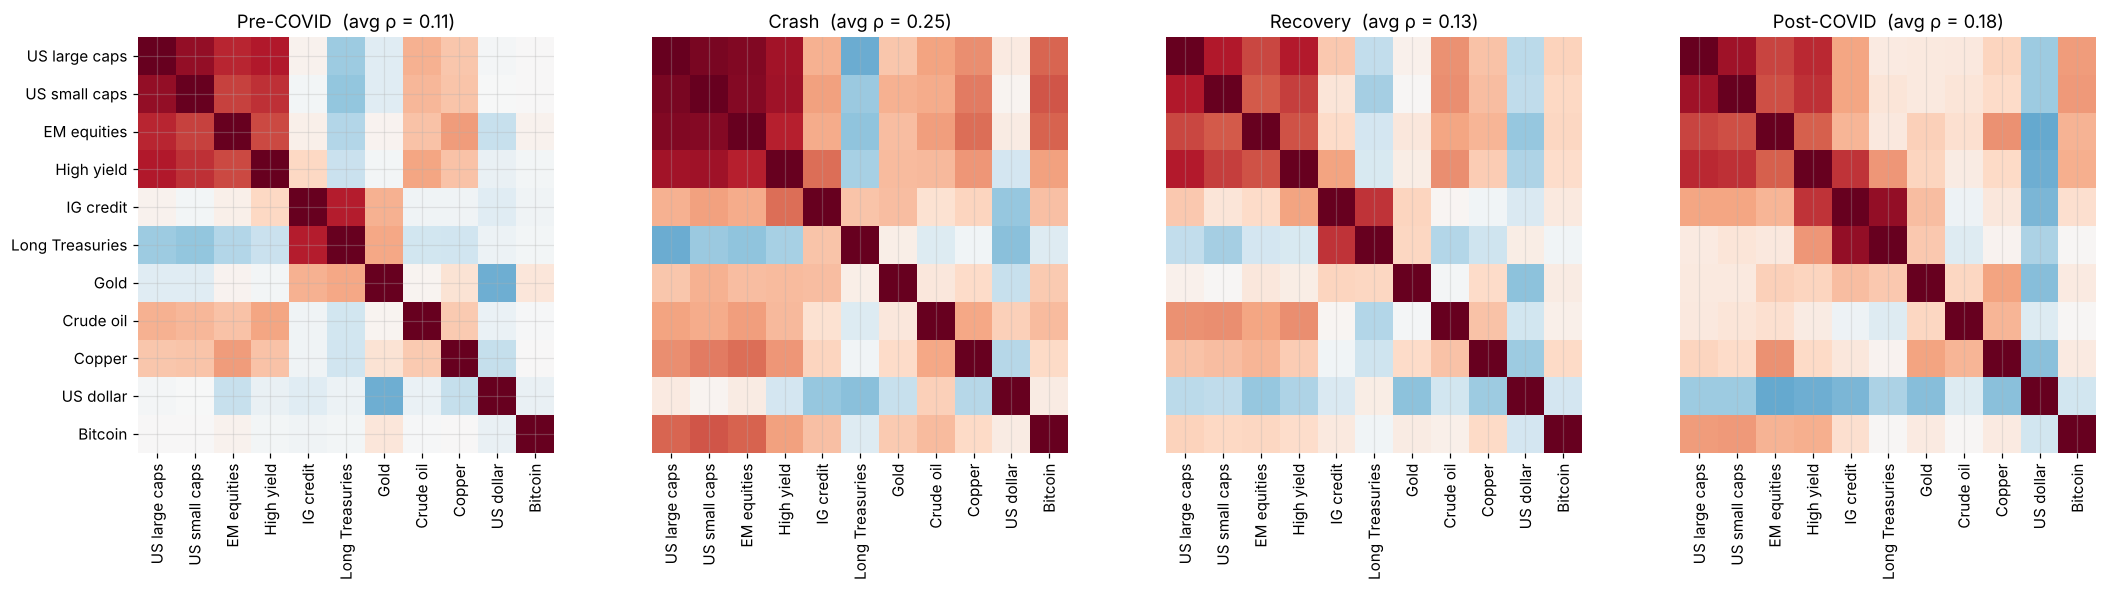 Pre-COVID  (avg ρ = 0.11)
US large caps
US small caps
EM equities
High yield
IG credit
Long Treasuries
Gold
Crude oil
Copper
US dollar
Bitcoin
US large caps
US small caps
EM equities
High yield
IG credit
Long Treasuries
Gold
Crude oil
Copper
US dollar
Bitcoin
Crash  (avg ρ = 0.25)
US large caps
US small caps
EM equities
High yield
IG credit
Long Treasuries
Gold
Crude oil
Copper
US dollar
Bitcoin
Recovery  (avg ρ = 0.13)
US large caps
US small caps
EM equities
High yield
IG credit
Long Treasuries
Gold
Crude oil
Copper
US dollar
Bitcoin
Post-COVID  (avg ρ = 0.18)
US large caps
US small caps
EM equities
High yield
IG credit
Long Treasuries
Gold
Crude oil
Copper
US dollar
Bitcoin